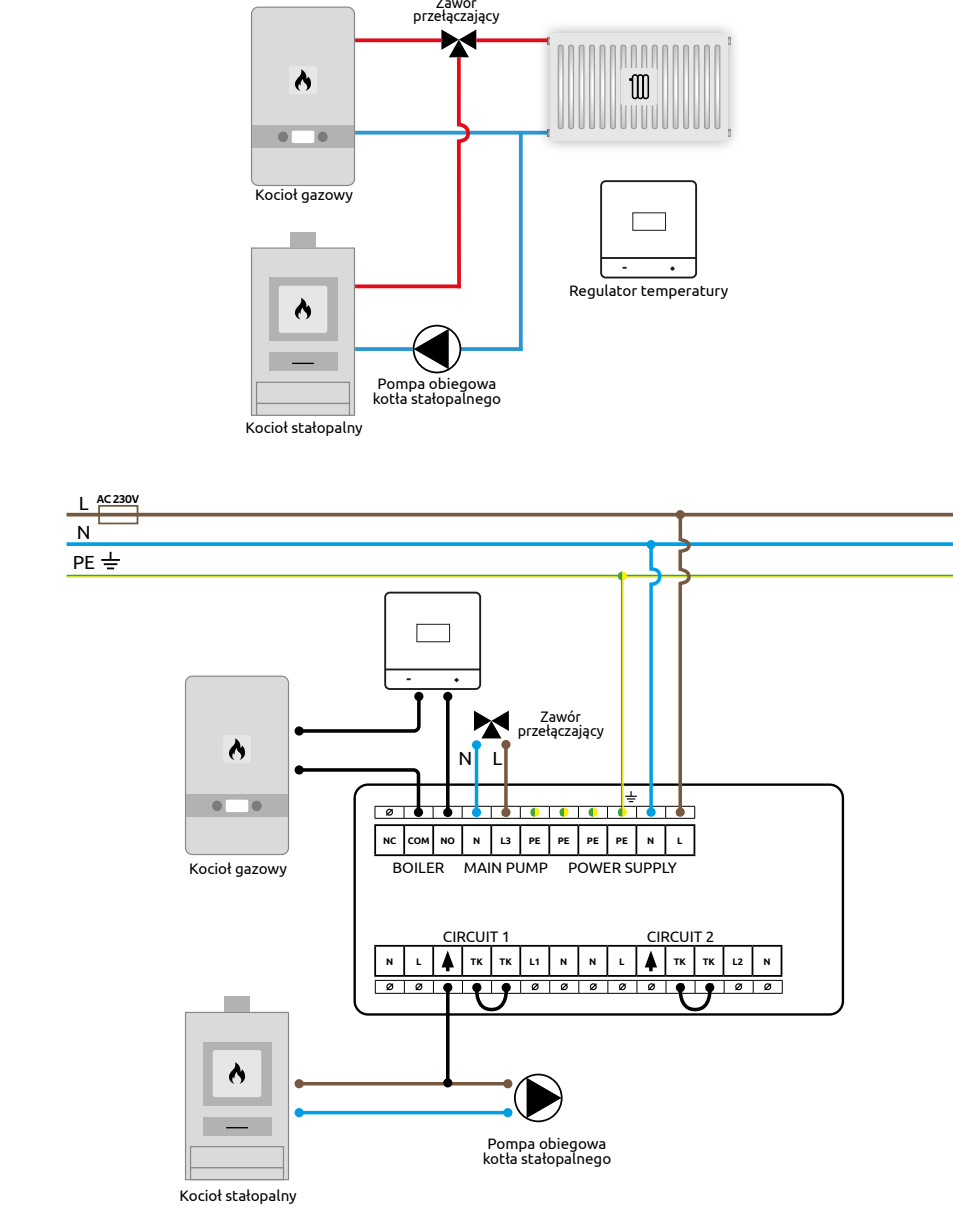 Zawór
przełączający
Kocioł gazowy
Regulator temperatury
Pompa obiegowa
kotła stałopalnego
Kocioł stałopalny
L AC 230V
N
PE
Zawór
przełączający
N L
NC COM NO N L3 PE PE PE PE N L
BOILER MAIN PUMP POWER SUPPLY
Kocioł gazowy
CIRCUIT 1 CIRCUIT 2
N L TK TK L1 N N L TK TK L2 N
Pompa obiegowa
kotła stałopalnego
Kocioł stałopalny